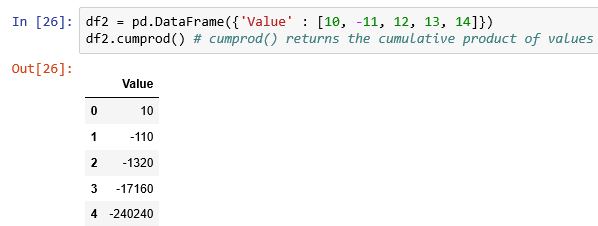 In [26]: df2 = pd.DataFrame({'Value' : [10, -11, 12, 13, 14]})
df2.cumprod() # cumprod() returns the cumulative product of values
Out[26]:
Value
0 10
1 -110
2 -1320
3 -17160
4 -240240